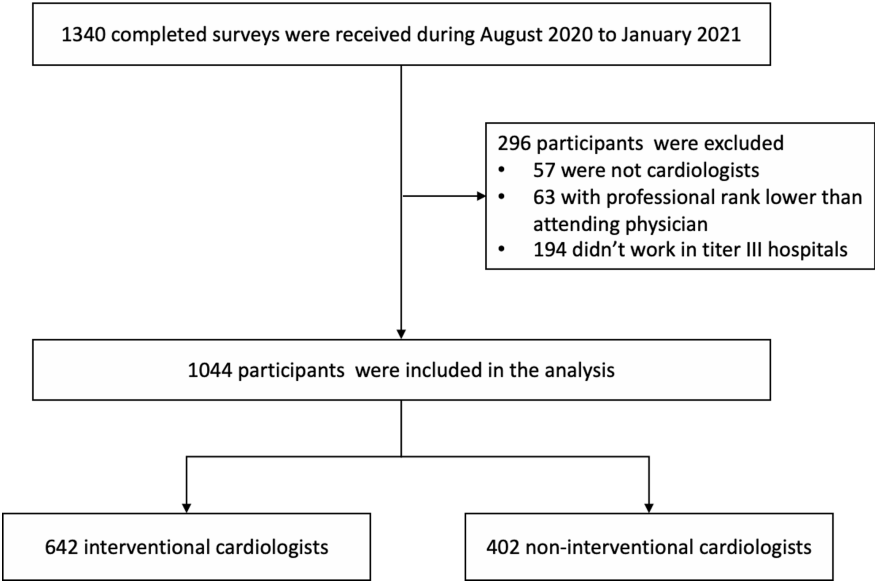 1340 completed surveys were received during August 2020 to January 2021
296 participants were excluded
• 57 were not cardiologists
• 63 with professional rank lower than
attending physician
• 194 didn’t work in titer III hospitals
1044 participants were included in the analysis
642 interventional cardiologists
402 non-interventional cardiologists